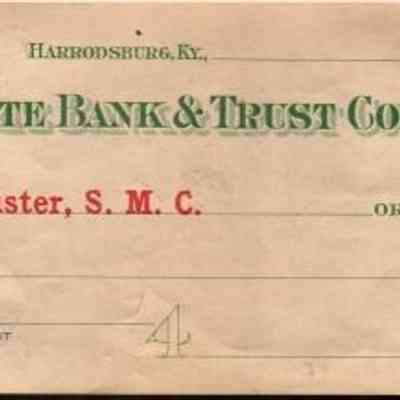 HARRODSBURG, KY.,
TE BANK & TRUST CO
ster, S. M. C. OR
4